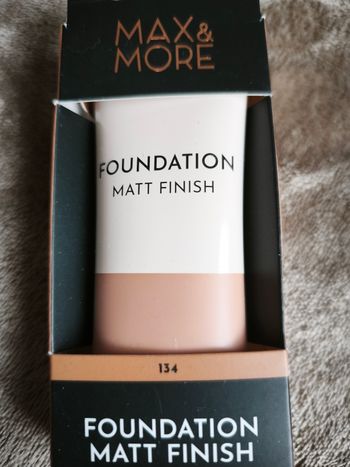 MAX &
MORE
FOUNDATION
MATT FINISH
134
FOUNDATION
MATT FINISH